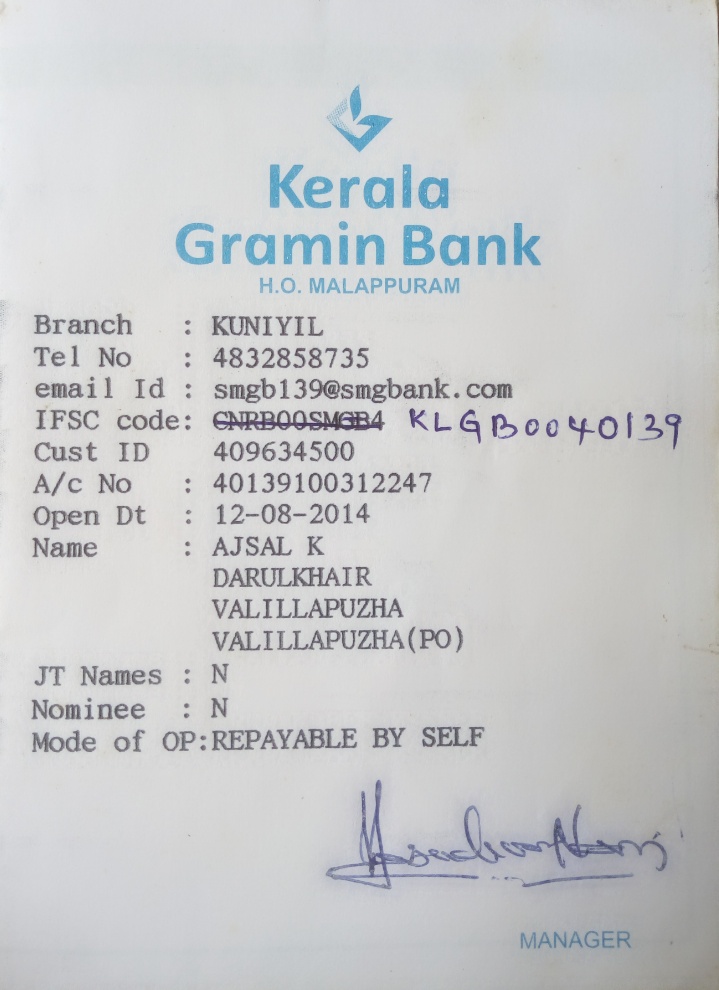 Kerala
Gramin Bank
H.O. MALAPPURAM
Branch : KUNIYIL
Tel No : 4832858735
email Id : smgb139@smgbank.com
IFSC code: CNRB00SMGB4 KLGB0040139
Cust ID 409634500
A/c No : 40139100312247
Open Dt : 12-08-2014
Name : AJSAL K
DARULKHAIR
VALILLAPUZHA
VALILLAPUZHA(PO)
JT Names : N
Nominee : N
Mode of OP:REPAYABLE BY SELF
MANAGER